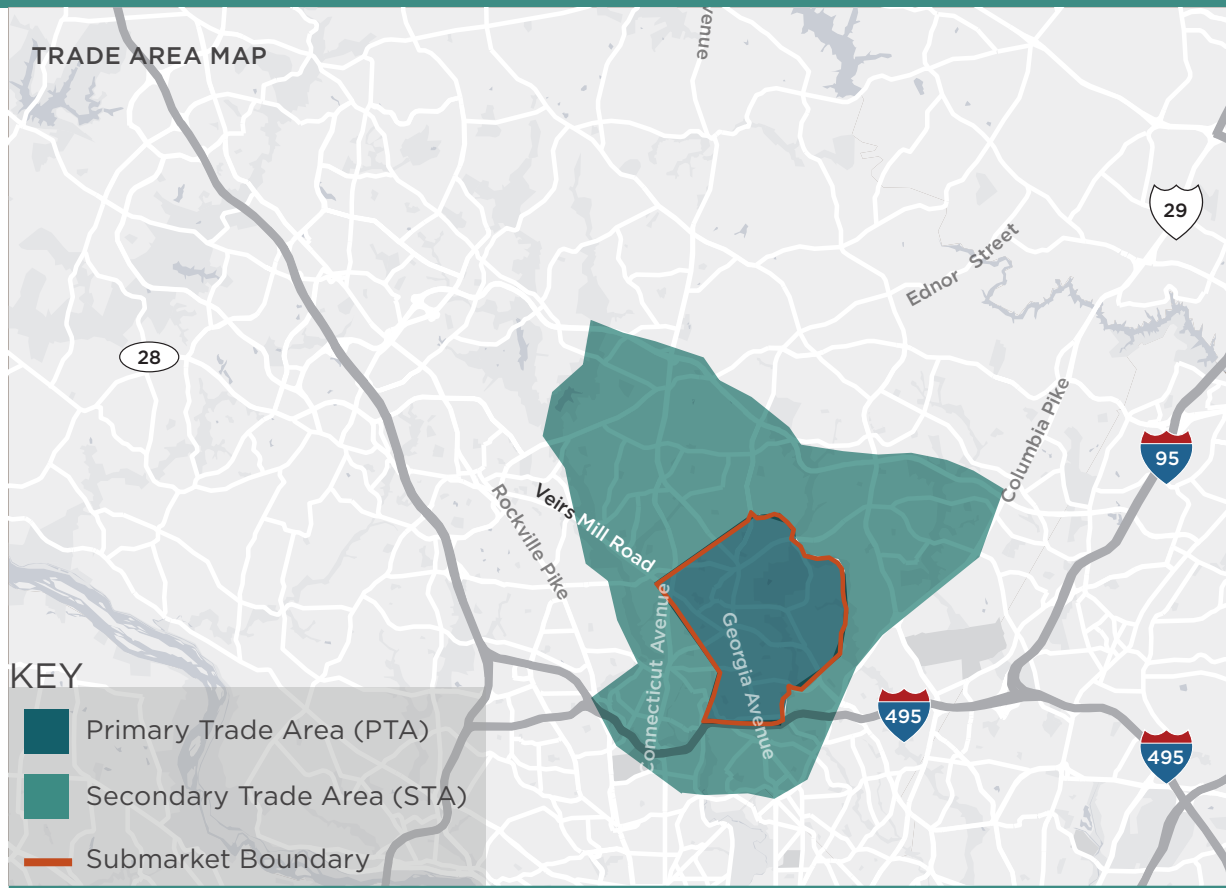 venue
TRADE AREA MAP
29
Ednor Street
28
Columbia Pike
95
Rockville Pike
Veirs Mill Road
Connecticut Avenue
Georgia Avenue
KEY
Primary Trade Area (PTA)
495
Secondary Trade Area (STA)
495
Submarket Boundary